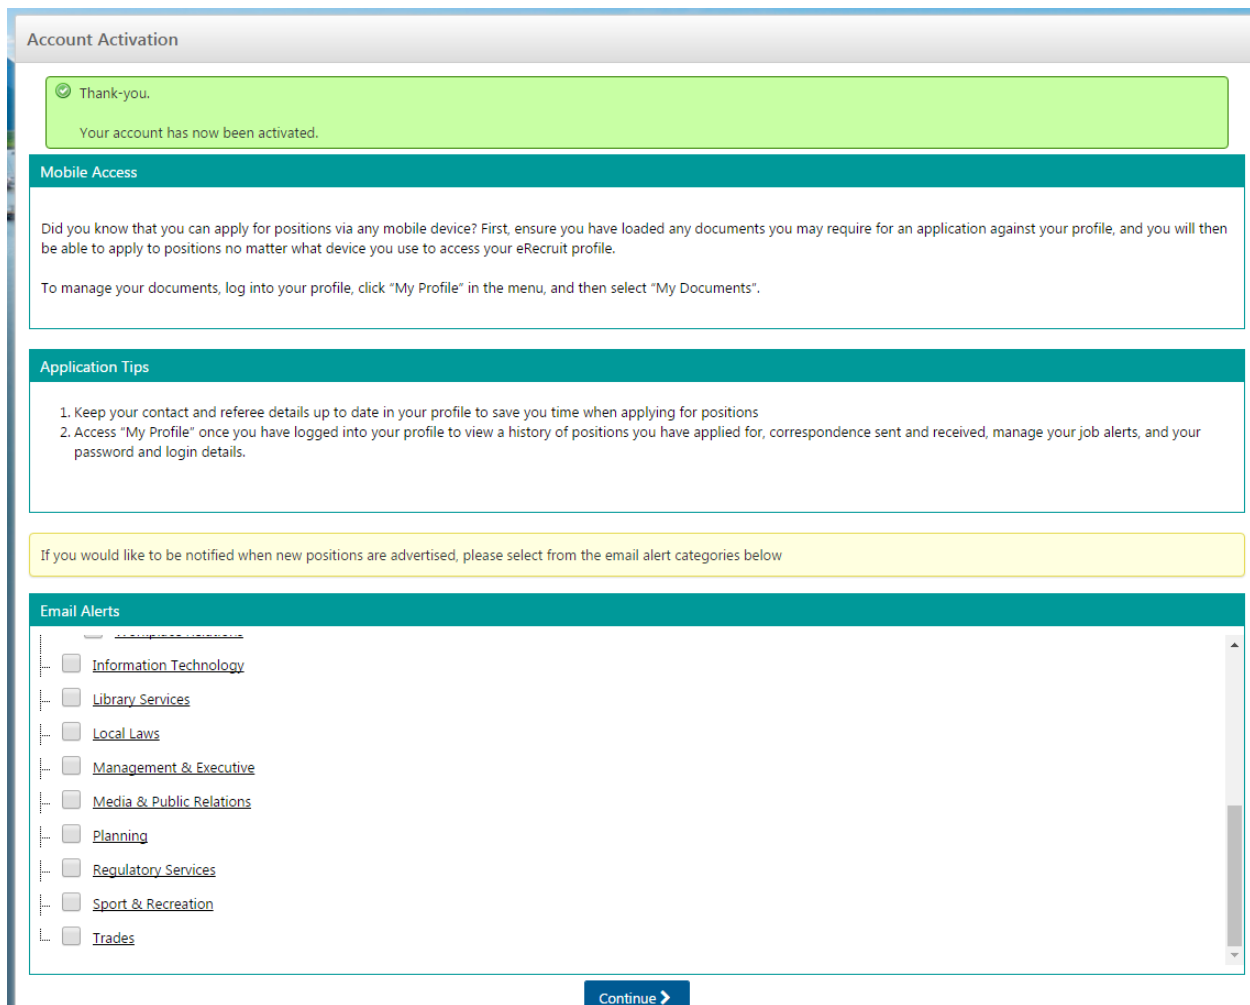 Account Activation
Thank-you.
Your account has now been activated.
Mobile Access
Did you know that you can apply for positions via any mobile device? First, ensure you have loaded any documents you may require for an application against your profile, and you will then
be able to apply to positions no matter what device you use to access your eRecruit profile.
To manage your documents, log into your profile, click “My Profile” in the menu, and then select “My Documents”.
Application Tips
1. Keep your contact and referee details up to date in your profile to save you time when applying for positions
2. Access “My Profile” once you have logged into your profile to view a history of positions you have applied for, correspondence sent and received, manage your job alerts, and your
password and login details.
If you would like to be notified when new positions are advertised, please select from the email alert categories below
Email Alerts
Workplace Relations
Information Technology
Library Services
Local Laws
Management & Executive
Media & Public Relations
Planning
Regulatory Services
Sport & Recreation
Trades
Continue